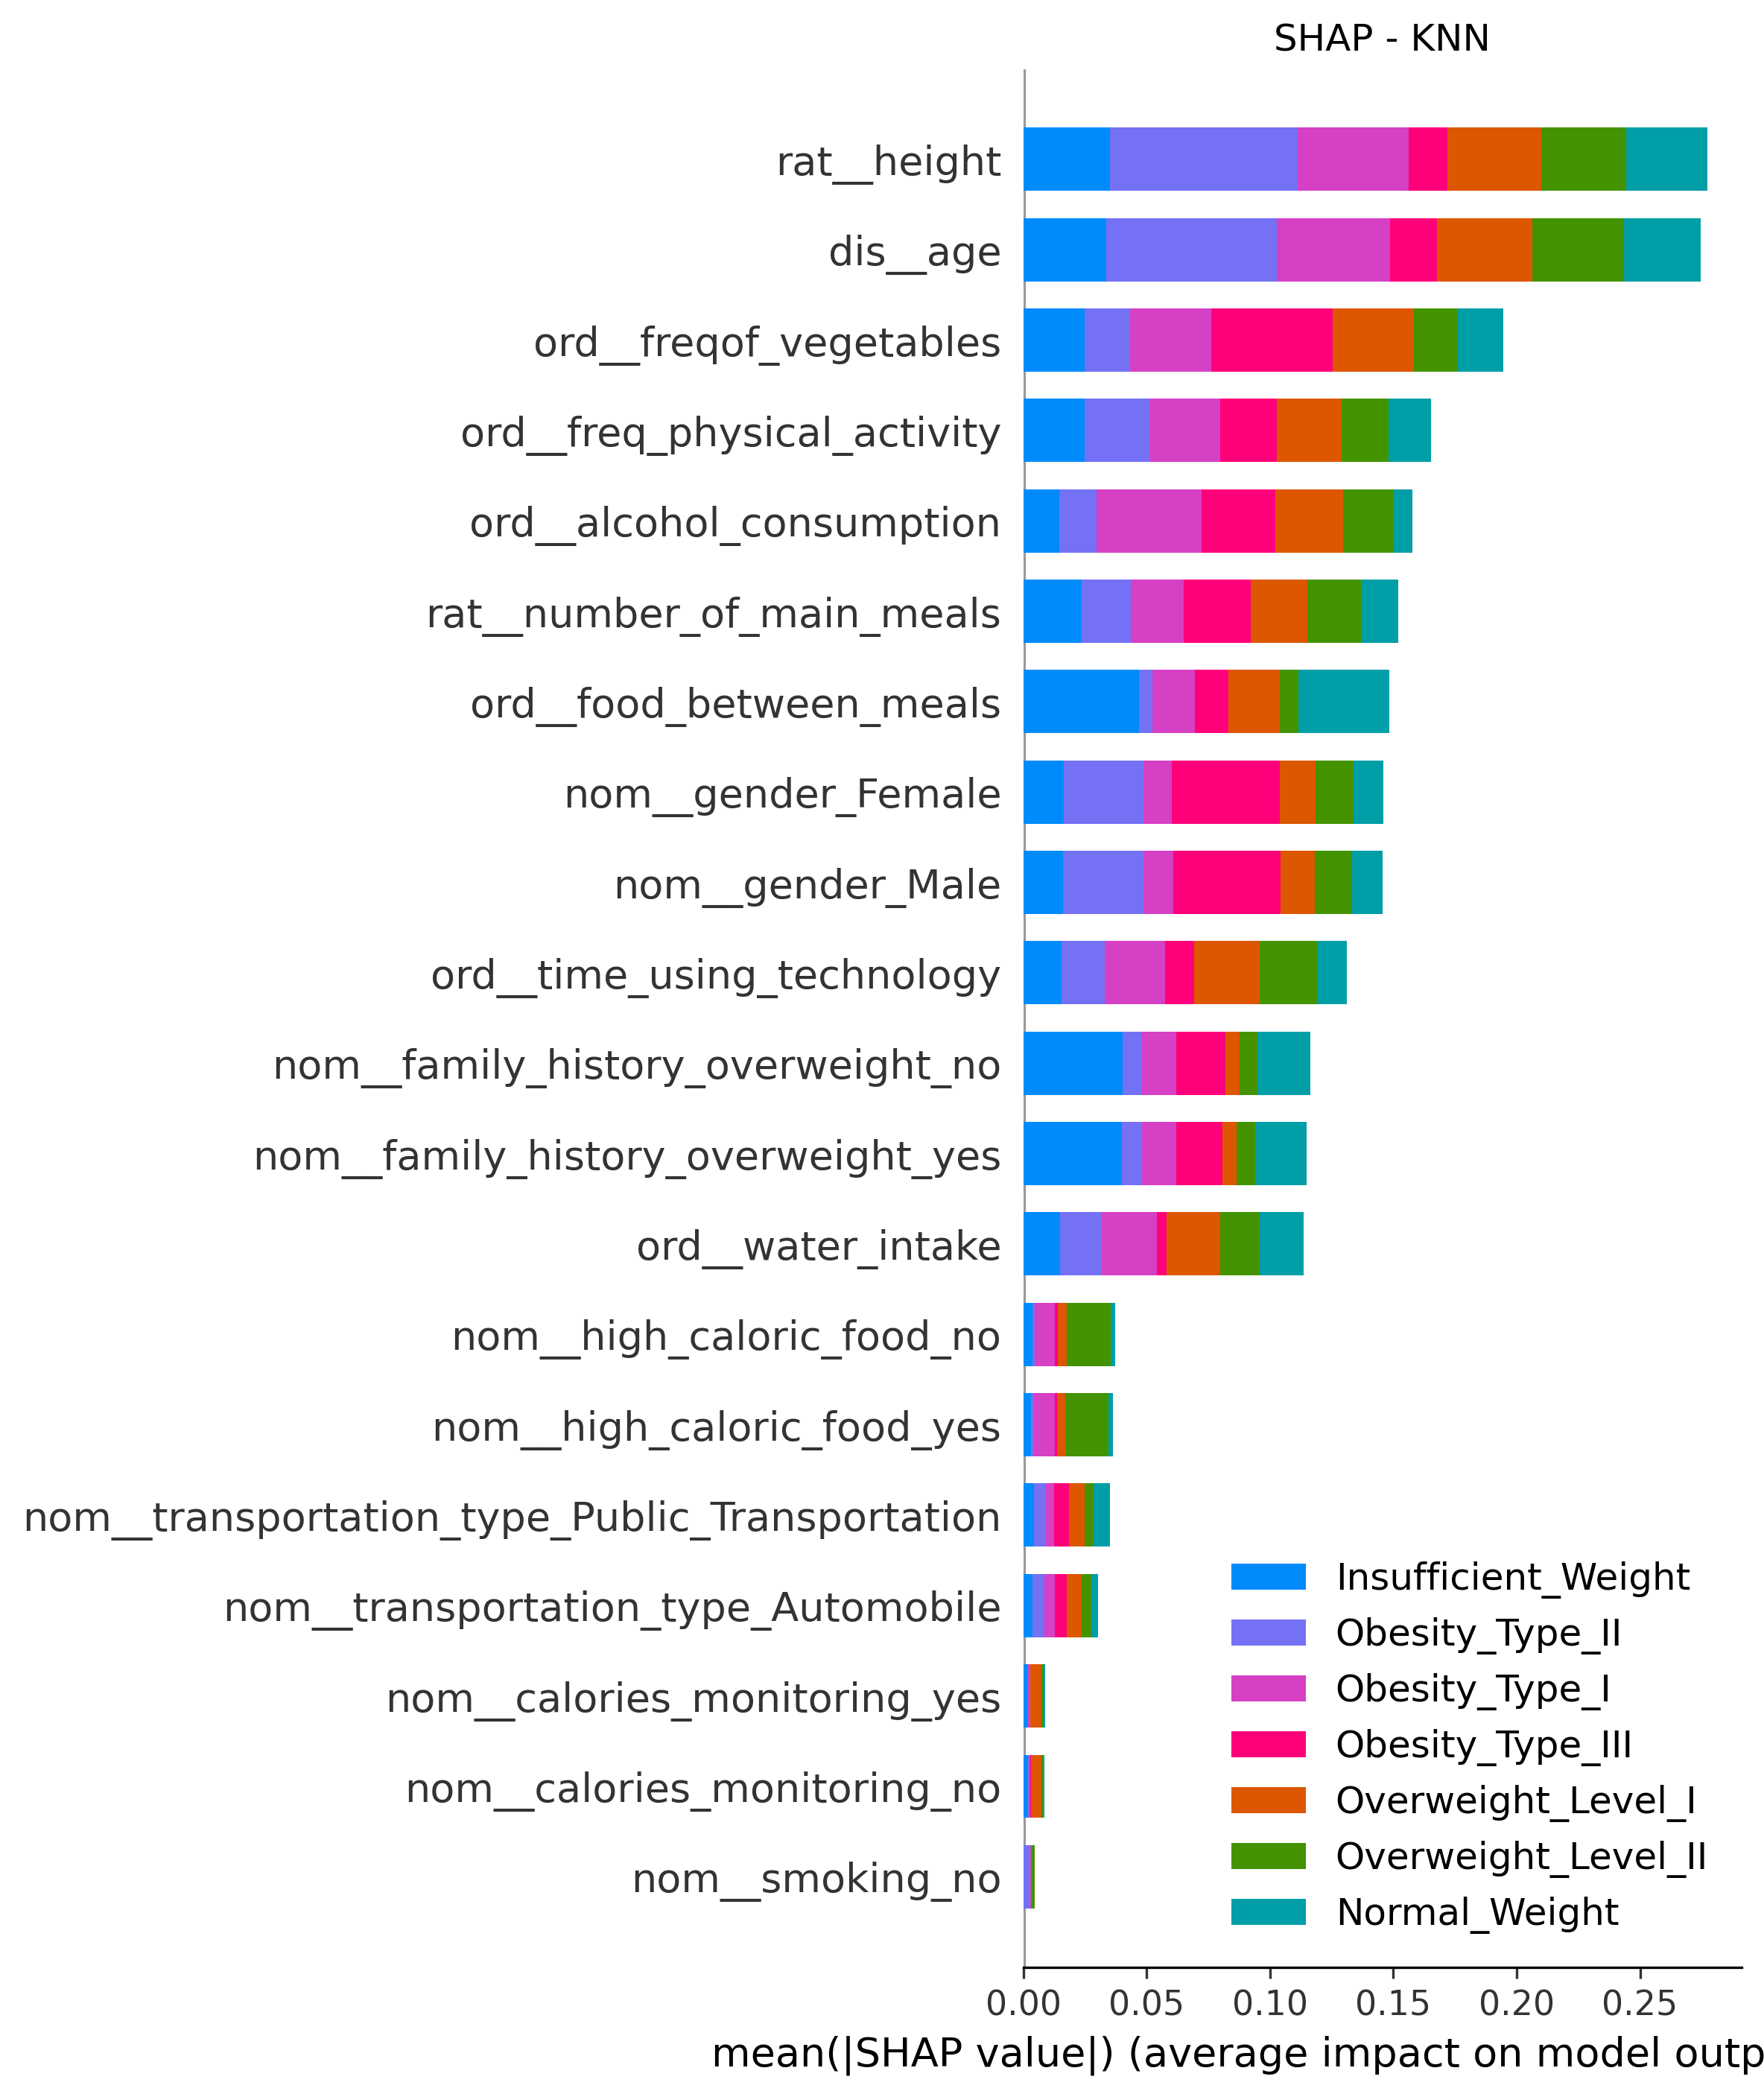 SHAP - KNN
rat__height
dis__age
ord__freqof_vegetables
ord__freq_physical_activity
ord__alcohol_consumption
rat__number_of_main_meals
ord__food_between_meals
nom__gender_Female
nom__gender_Male
ord__time_using_technology
nom__family_history_overweight_no
nom__family_history_overweight_yes
ord__water_intake
nom__high_caloric_food_no
nom__high_caloric_food_yes
nom__transportation_type_Public_Transportation
nom__transportation_type_Automobile
nom__calories_monitoring_yes
nom__calories_monitoring_no
nom__smoking_no
Insufficient_Weight
Obesity_Type_II
Obesity_Type_I
Obesity_Type_III
Overweight_Level_I
Overweight_Level_II
Normal_Weight
0.00 0.05 0.10 0.15 0.20 0.25
mean(|SHAP value|) (average impact on model outp